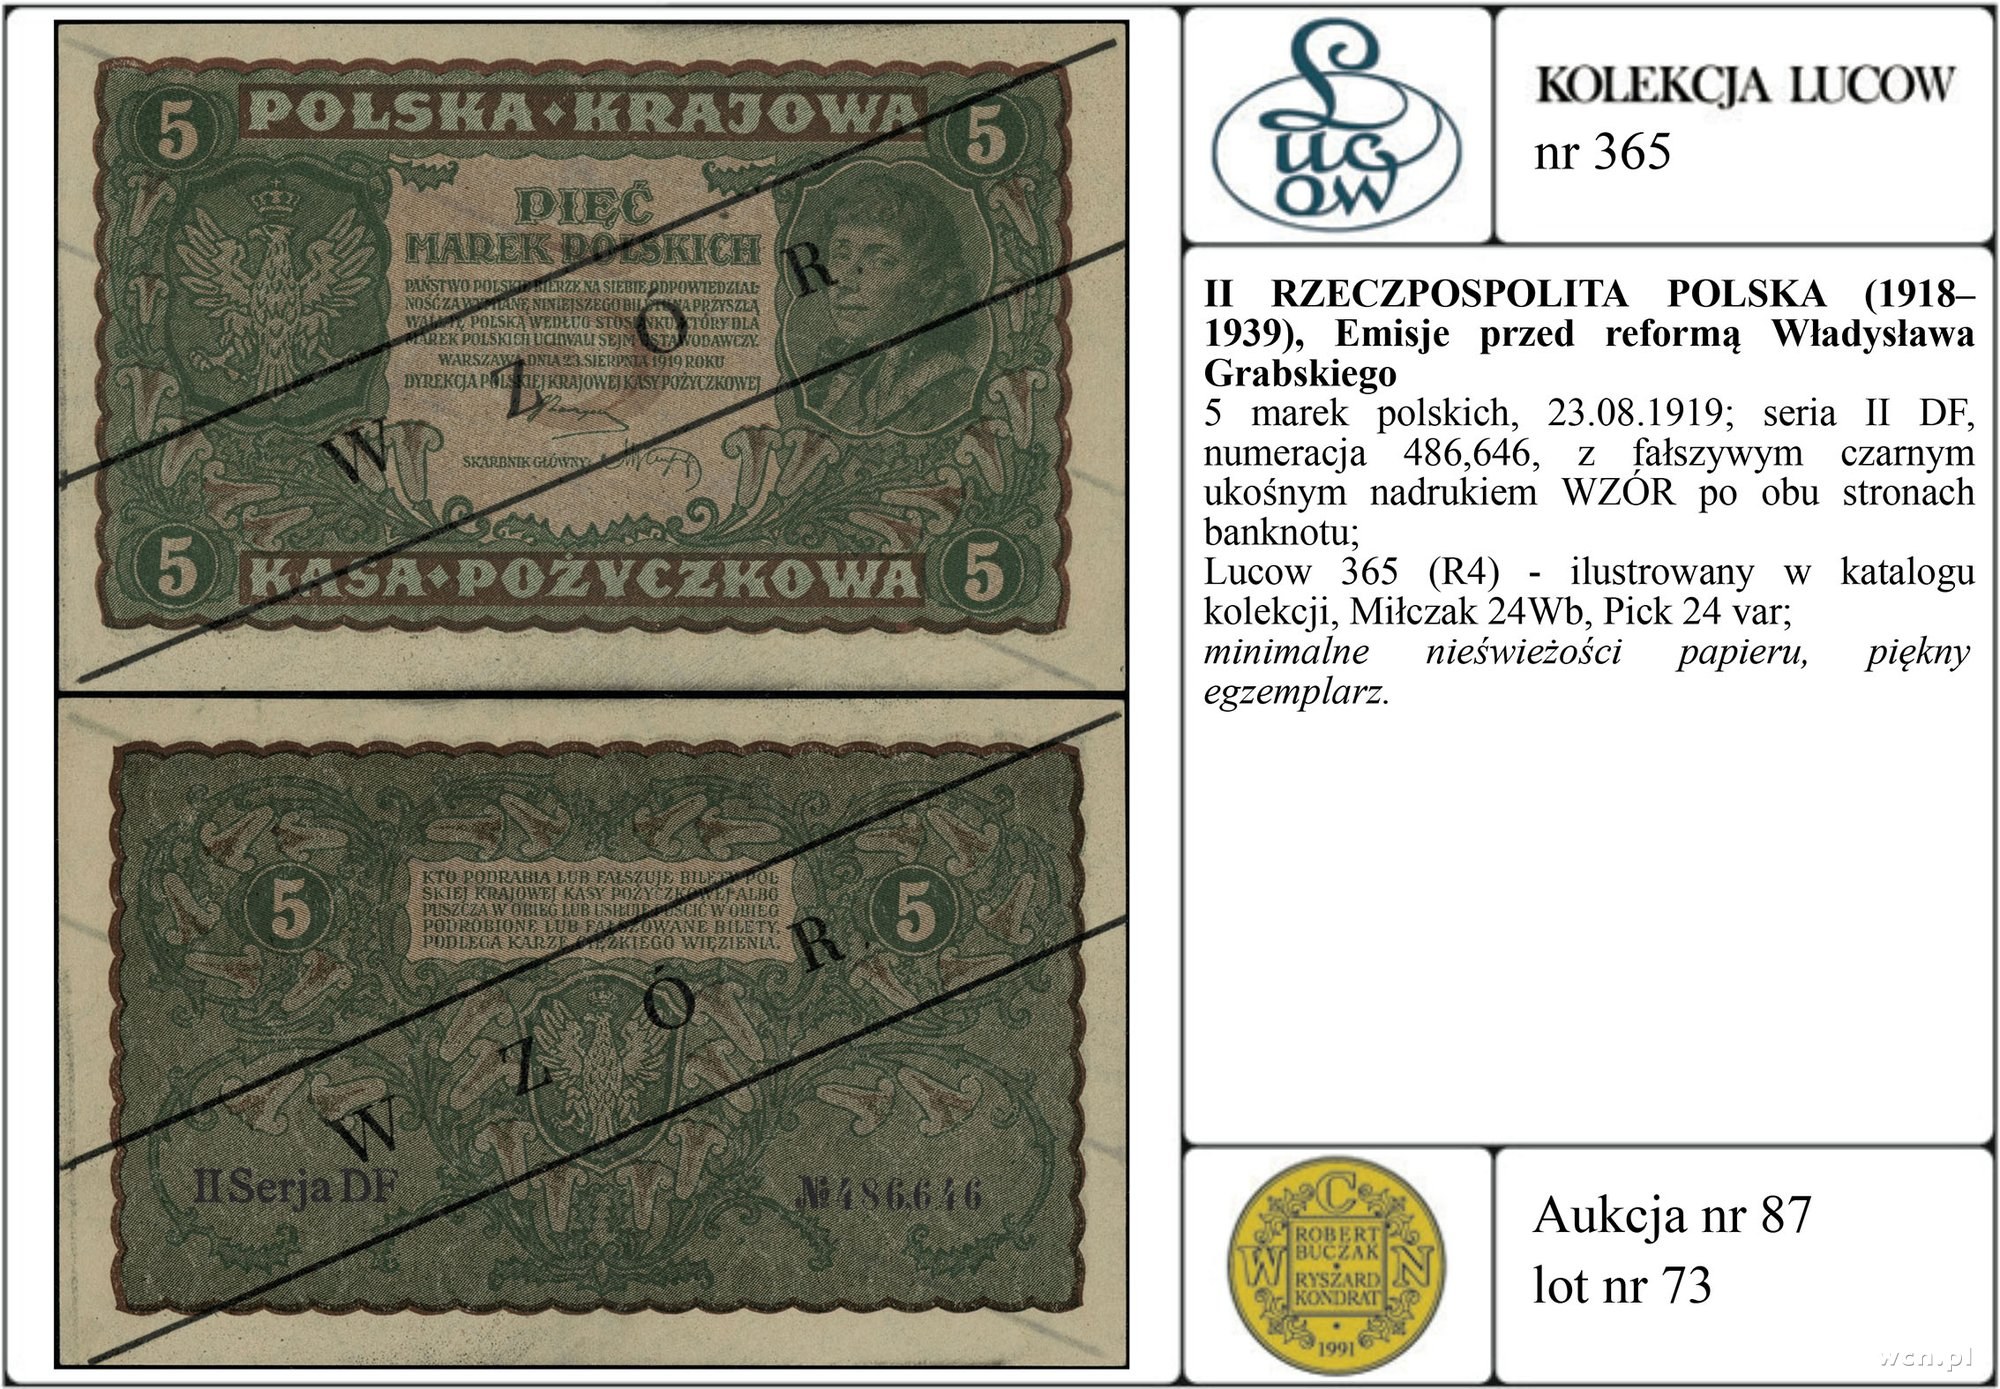 POLSKA KRAJOWA
5
5
PIĘĆ
MAREK POLSKICH
PAŃSTWO POLSKIE BIERZE NA SIEBIE ODPOWIEDZIAL-
NOŚĆ ZA WYMIANĘ NINIEJSZEGO BILETU NA PRZYSZŁĄ
WALUTĘ POLSKĄ WEDŁUG STOSUNKU, KTÓRY DLA
MAREK POLSKICH UCHWALI SEJM USTAWODAWCZY.
WARSZAWA, DNIA 23. SIERPNIA 1919 ROKU
DYREKCJA POLSKIEJ KRAJOWEJ KASY POŻYCZKOWEJ
SKARBNIK GŁÓWNY:
WZÓR
5
5
KASA POŻYCZKOWA
5
5
KTO PODRABIA LUB FAŁSZUJE BILETY POL-
SKIEJ KRAJOWEJ KASY POŻYCZKOWEJ ALBO
PUSZCZA W OBIEG LUB USIŁUJE PUŚCIĆ W OBIEG
PODROBIONE LUB FAŁSZOWANE BILETY,
PODLEGA KARZE CIĘŻKIEGO WIĘZIENIA.
WZÓR
II Serja DF
№ 486,646
Lucow
KOLEKCJA LUCOW
nr 365
II RZECZPOSPOLITA POLSKA (1918–
1939), Emisje przed reformą Władysława
Grabskiego
5 marek polskich, 23.08.1919; seria II DF,
numeracja 486,646, z fałszywym czarnym
ukośnym nadrukiem WZÓR po obu stronach
banknotu;
Lucow 365 (R4) - ilustrowany w katalogu
kolekcji, Miłczak 24Wb, Pick 24 var;
minimalne nieświeżości papieru, piękny
egzemplarz.
W C N
ROBERT
BUCZAK
RYSZARD
KONDRAT
1991
Aukcja nr 87
lot nr 73
wcn.pl